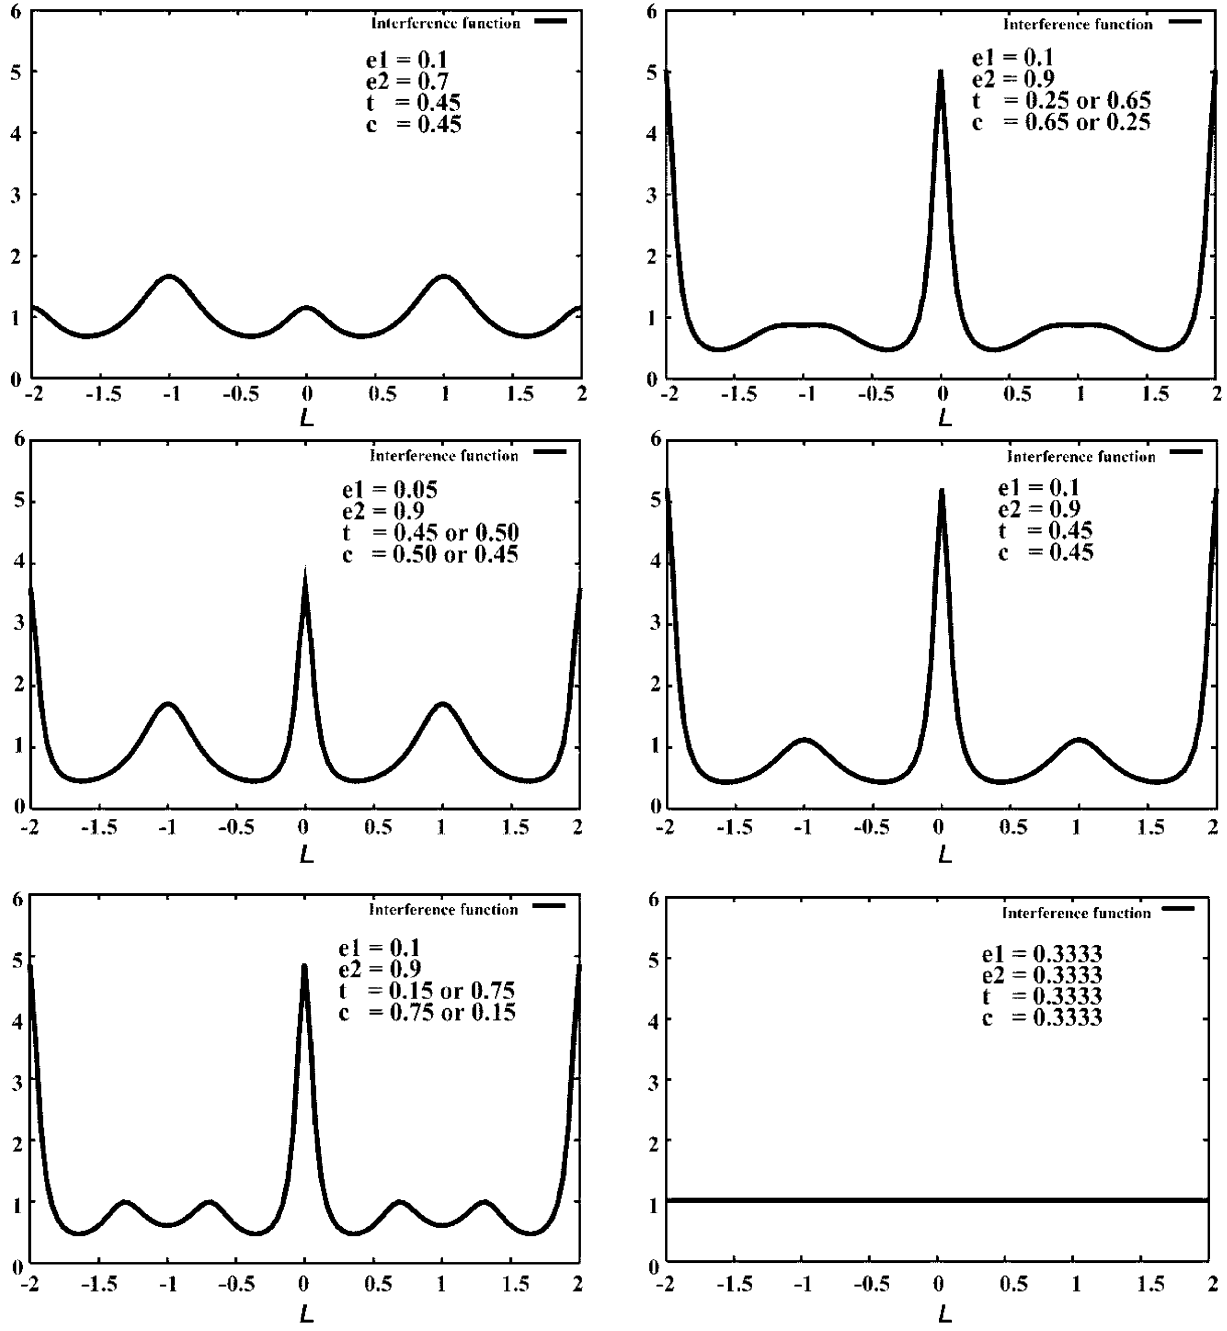 6
5
4
3
2
1
0
Interference function
e1 = 0.1
e2 = 0.7
t = 0.45
c = 0.45
-2 -1.5 -1 -0.5 0 0.5 1 1.5 2
L
6
5
4
3
2
1
0
Interference function
e1 = 0.1
e2 = 0.9
t = 0.25 or 0.65
c = 0.65 or 0.25
-2 -1.5 -1 -0.5 0 0.5 1 1.5 2
L
6
5
4
3
2
1
0
Interference function
e1 = 0.05
e2 = 0.9
t = 0.45 or 0.50
c = 0.50 or 0.45
-2 -1.5 -1 -0.5 0 0.5 1 1.5 2
L
6
5
4
3
2
1
0
Interference function
e1 = 0.1
e2 = 0.9
t = 0.45
c = 0.45
-2 -1.5 -1 -0.5 0 0.5 1 1.5 2
L
6
5
4
3
2
1
0
Interference function
e1 = 0.1
e2 = 0.9
t = 0.15 or 0.75
c = 0.75 or 0.15
-2 -1.5 -1 -0.5 0 0.5 1 1.5 2
L
6
5
4
3
2
1
0
Interference function
e1 = 0.3333
e2 = 0.3333
t = 0.3333
c = 0.3333
-2 -1.5 -1 -0.5 0 0.5 1 1.5 2
L